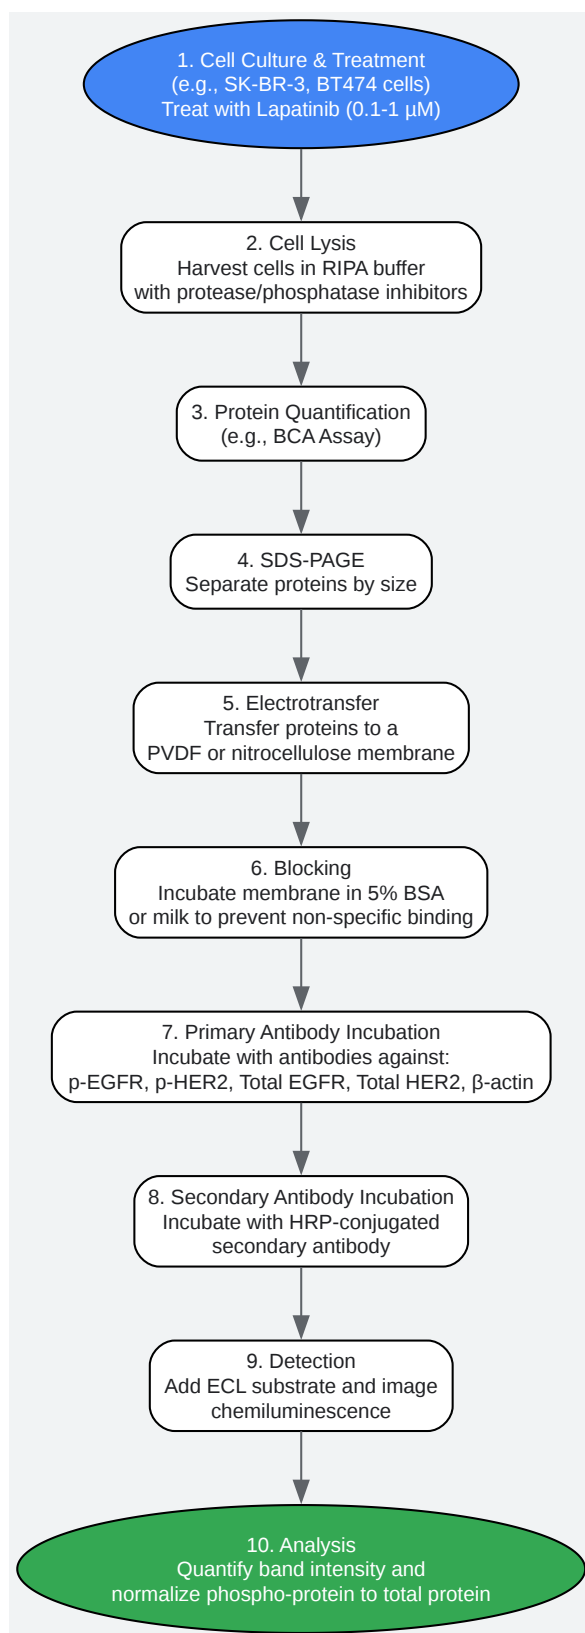 1. Cell Culture & Treatment
(e.g., SK-BR-3, BT474 cells)
Treat with Lapatinib (0.1-1 µM)
2. Cell Lysis
Harvest cells in RIPA buffer
with protease/phosphatase inhibitors
3. Protein Quantification
(e.g., BCA Assay)
4. SDS-PAGE
Separate proteins by size
5. Electrotransfer
Transfer proteins to a
PVDF or nitrocellulose membrane
6. Blocking
Incubate membrane in 5% BSA
or milk to prevent non-specific binding
7. Primary Antibody Incubation
Incubate with antibodies against:
p-EGFR, p-HER2, Total EGFR, Total HER2, β-actin
8. Secondary Antibody Incubation
Incubate with HRP-conjugated
secondary antibody
9. Detection
Add ECL substrate and image
chemiluminescence
10. Analysis
Quantify band intensity and
normalize phospho-protein to total protein